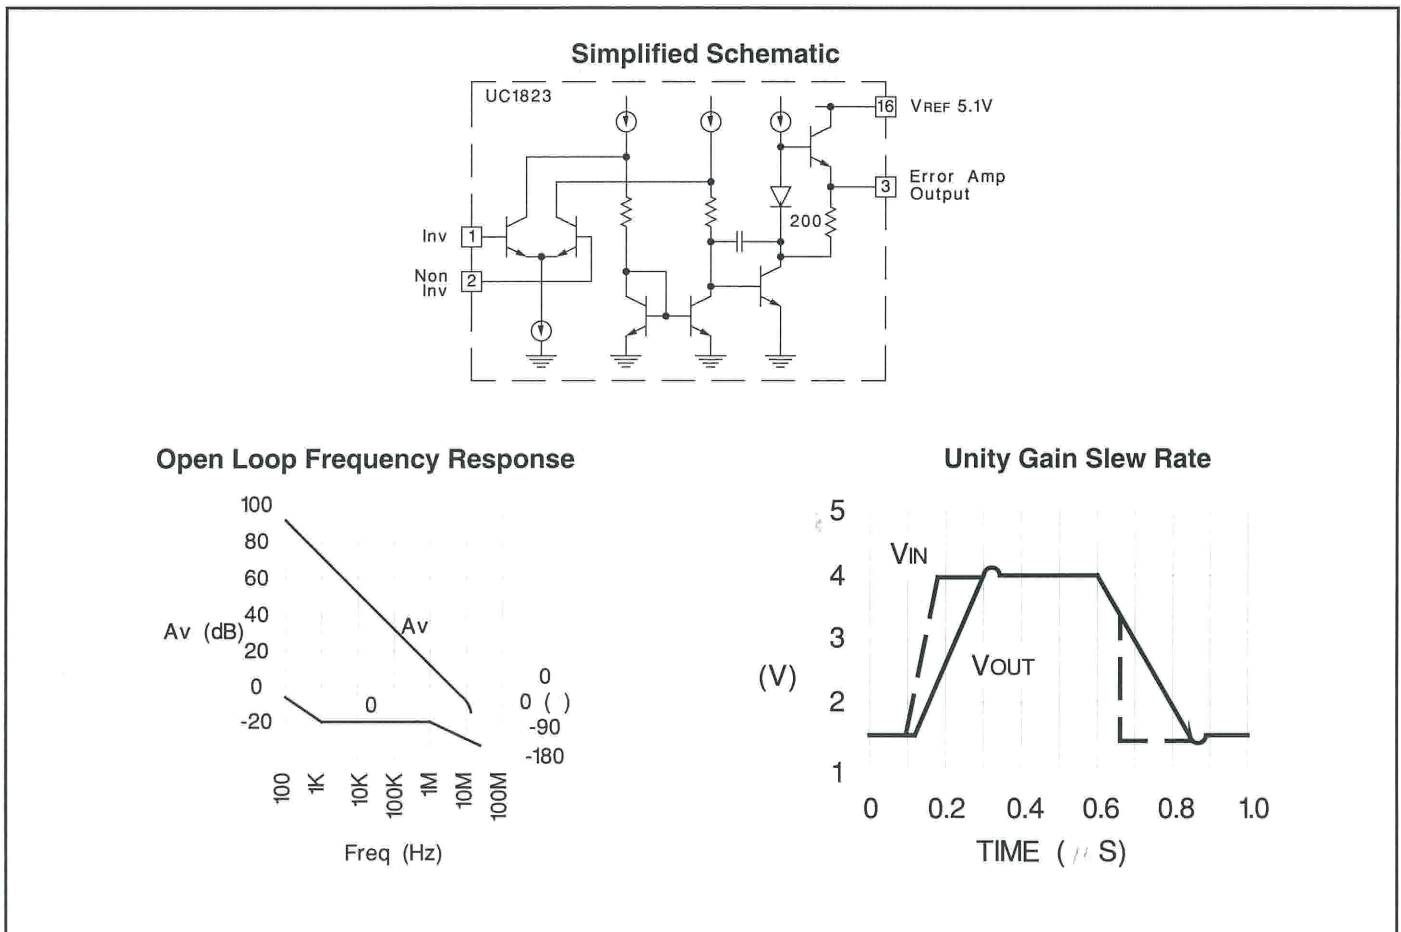 Simplified Schematic
UC1823
16 VREF 5.1V
3 Error Amp
Output
200
Inv 1
Non
Inv
2
Open Loop Frequency Response
100
80
60
40
20
0
-20
Av (dB)
Av
0
0
0 ( )
-90
-180
100 1K 10K 100K 1M 10M 100M
Freq (Hz)
Unity Gain Slew Rate
5
4
3
2
1
(V)
VIN
VOUT
0 0.2 0.4 0.6 0.8 1.0
TIME (μ S)